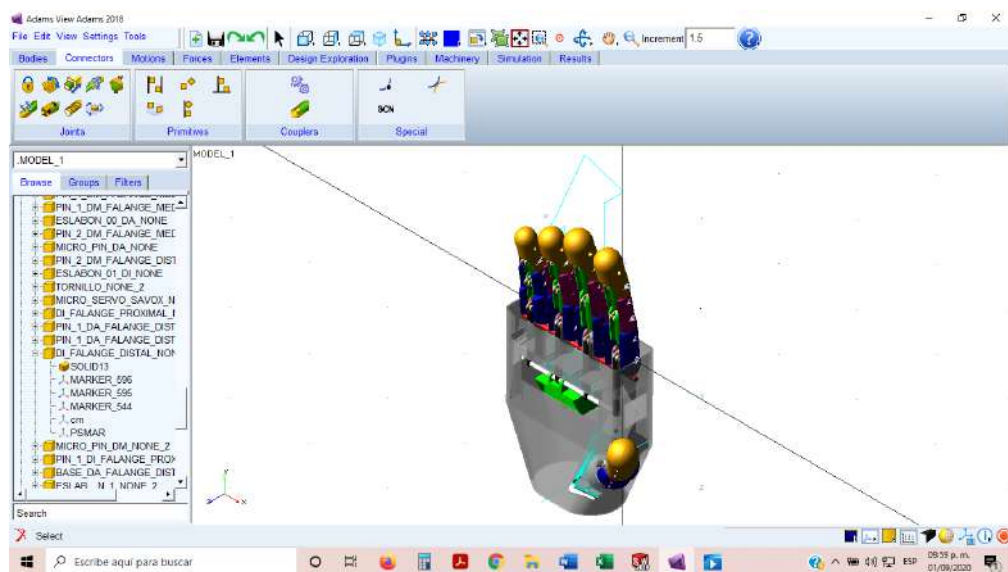 Adams View Adams 2018
File Edit View Settings Tools
Increment 1.5
Bodies Connectors Motions Forces Elements Design Exploration Plugins Machinery Simulation Results
Joints Primitives Couplers Special
.MODEL_1
MODEL_1
Browse Groups Filters
PIN_1_DM_FALANGE_MED
ESLABON_00_DA_NONE
PIN_2_DM_FALANGE_MED
MICRO_PIN_DA_NONE
PIN_2_DM_FALANGE_DIST
ESLABON_01_DI_NONE
TORNILLO_NONE_2
MICRO_SERVO_SAVOX_N
DI_FALANGE_PROXIMAL_I
PIN_1_DA_FALANGE_DIST
PIN_1_DA_FALANGE_DIST
DI_FALANGE_DISTAL_NON
SOLID13
MARKER_596
MARKER_595
MARKER_544
cm
PSMAR
MICRO_PIN_DM_NONE_2
PIN_1_DI_FALANGE_PROX
BASE_DA_FALANGE_DIST
Search
Select
Escribe aquí para buscar
ESP
09:59 p. m.
01/09/2020